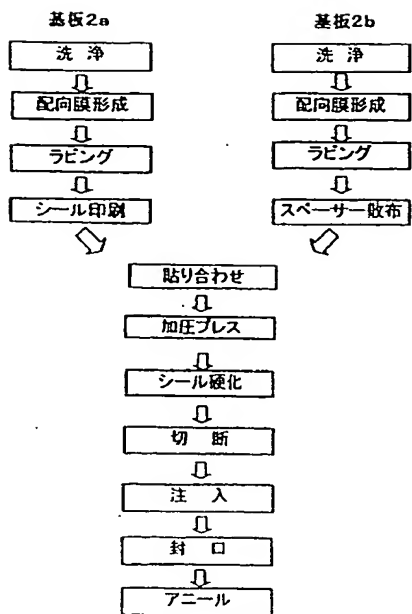 基板2a
洗 浄
配向膜形成
ラビング
シール印刷
基板2b
洗 浄
配向膜形成
ラビング
スペーサー散布
貼り合わせ
加圧プレス
シール硬化
切 断
注 入
封 口
アニール